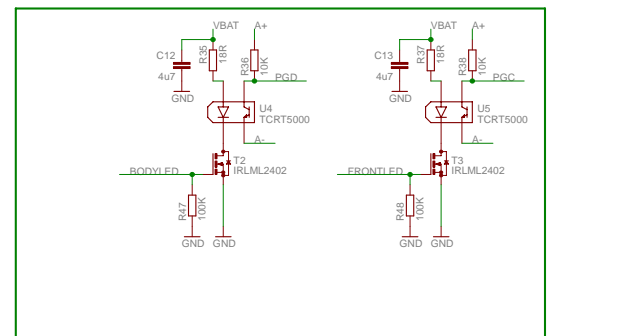 VBAT A+
C12
R35
18R
R36
10K
4u7
GND
PGD
U4
TCRT5000
A-
T2
IRLML2402
BODYLED
R47
100K
GND GND
VBAT A+
C13
R37
18R
R38
10K
4u7
GND
PGC
U5
TCRT5000
A-
T3
IRLML2402
FRONTLED
R48
100K
GND GND